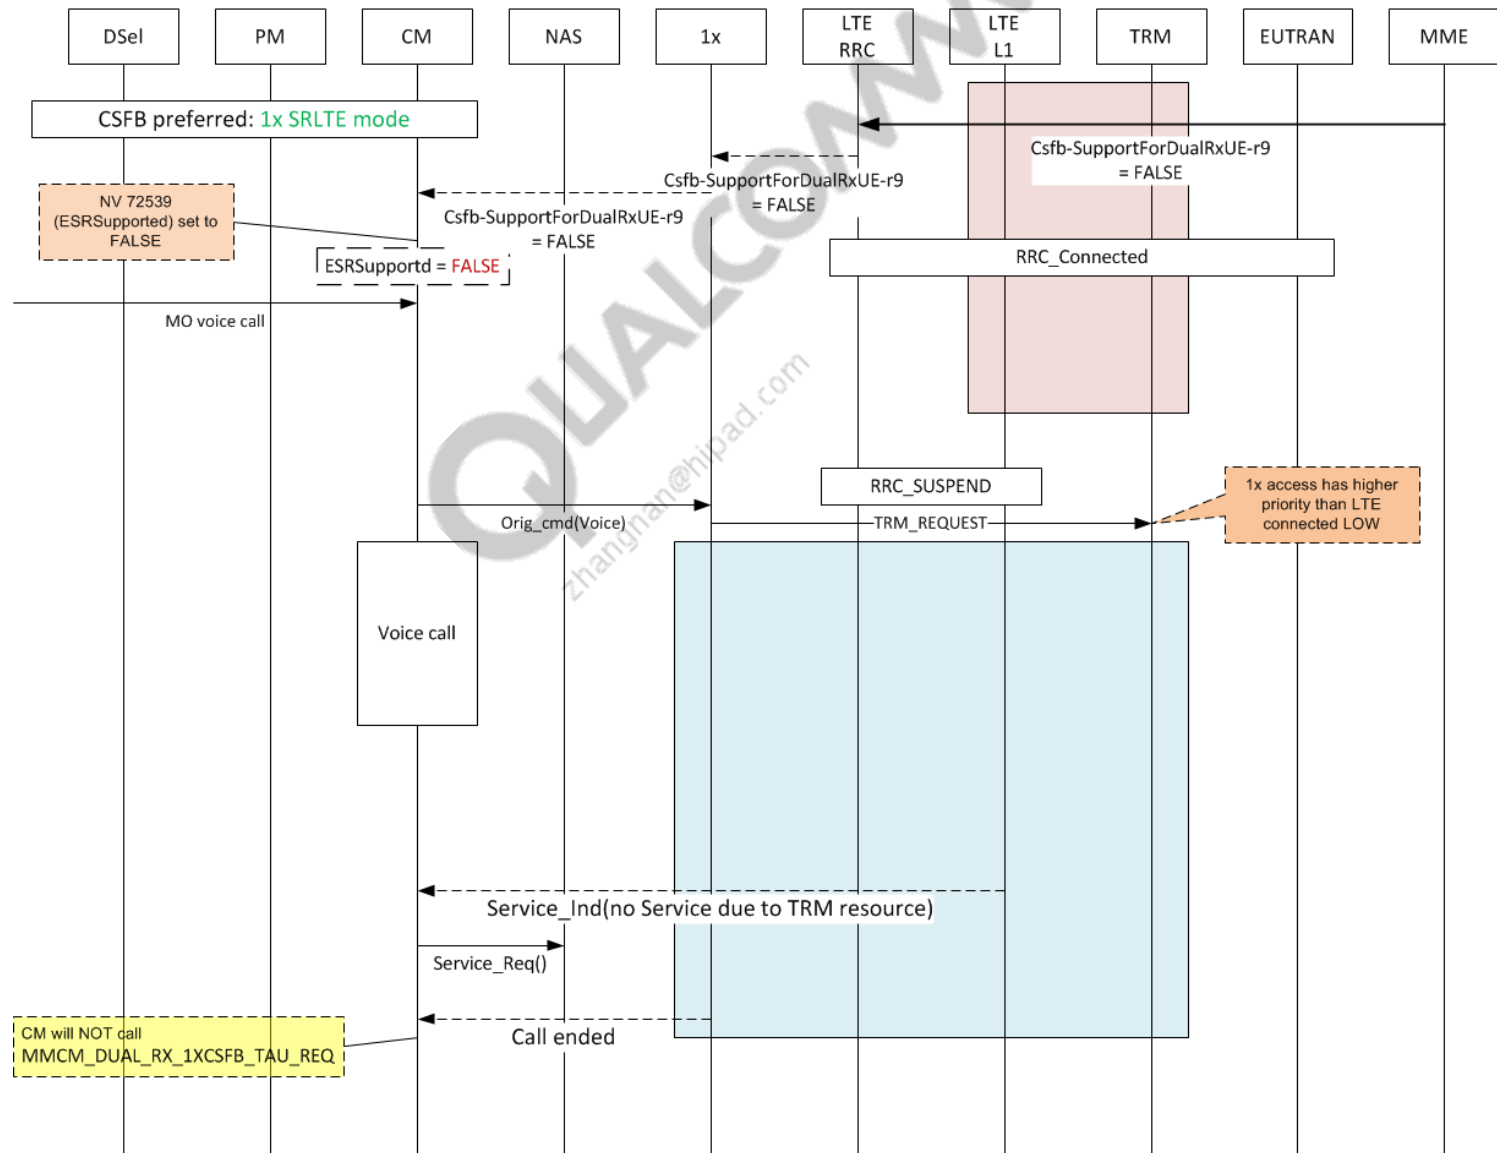 DSel
PM
CM
NAS
1x
LTE
RRC
LTE
L1
TRM
EUTRAN
MME
CSFB preferred: 1x SRLTE mode
Csfb-SupportForDualRxUE-r9
= FALSE
Csfb-SupportForDualRxUE-r9
= FALSE
Csfb-SupportForDualRxUE-r9
= FALSE
NV 72539
(ESRSupported) set to
FALSE
ESRSupportd = FALSE
RRC_Connected
MO voice call
QUALCOMM
zhangnan@hipad.com
RRC_SUSPEND
1x access has higher
priority than LTE
connected LOW
Orig_cmd(Voice)
TRM_REQUEST
Voice call
Service_Ind(no Service due to TRM resource)
Service_Req()
Call ended
CM will NOT call
MMCM_DUAL_RX_1XCSFB_TAU_REQ